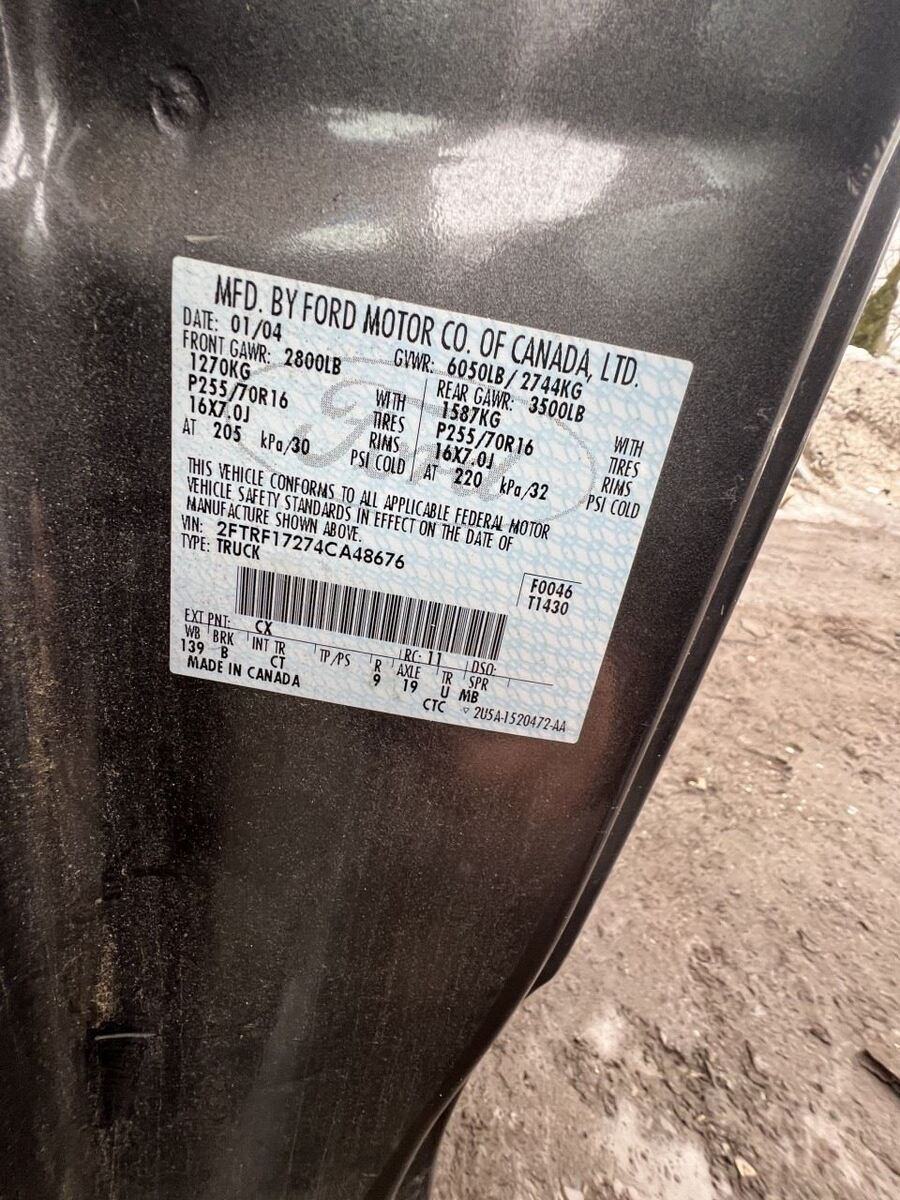 MFD. BY FORD MOTOR CO. OF CANADA, LTD.
DATE: 01/04 GVWR: 6050LB/2744KG
FRONT GAWR: 2800LB REAR GAWR: 3500LB
1270KG WITH 1587KG WITH
P255/70R16 TIRES P255/70R16 TIRES
16X7.0J RIMS 16X7.0J RIMS
AT 205 kPa/30 PSI COLD AT 220 kPa/32 PSI COLD
THIS VEHICLE CONFORMS TO ALL APPLICABLE FEDERAL MOTOR
VEHICLE SAFETY STANDARDS IN EFFECT ON THE DATE OF
MANUFACTURE SHOWN ABOVE.
VIN: 2FTRF17274CA48676
TYPE: TRUCK
F0046
T1430
EXT PNT: CX RC: 11 DSO:
WB BRK INT TR TP/PS R AXLE TR SPR
139 B CT 9 19 U MB
MADE IN CANADA CTC ▽ 2U5A-1520472-AA
Ford